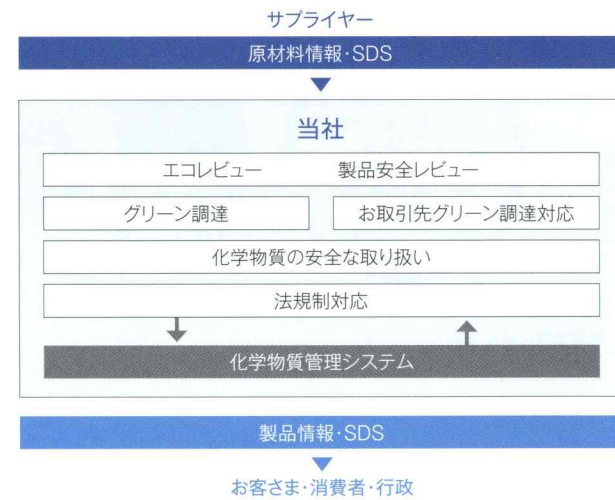 サプライヤー
原材料情報・SDS
当社
エコレビュー 製品安全レビュー
グリーン調達 お取引先グリーン調達対応
化学物質の安全な取り扱い
法規制対応
化学物質管理システム
製品情報・SDS
お客さま・消費者・行政